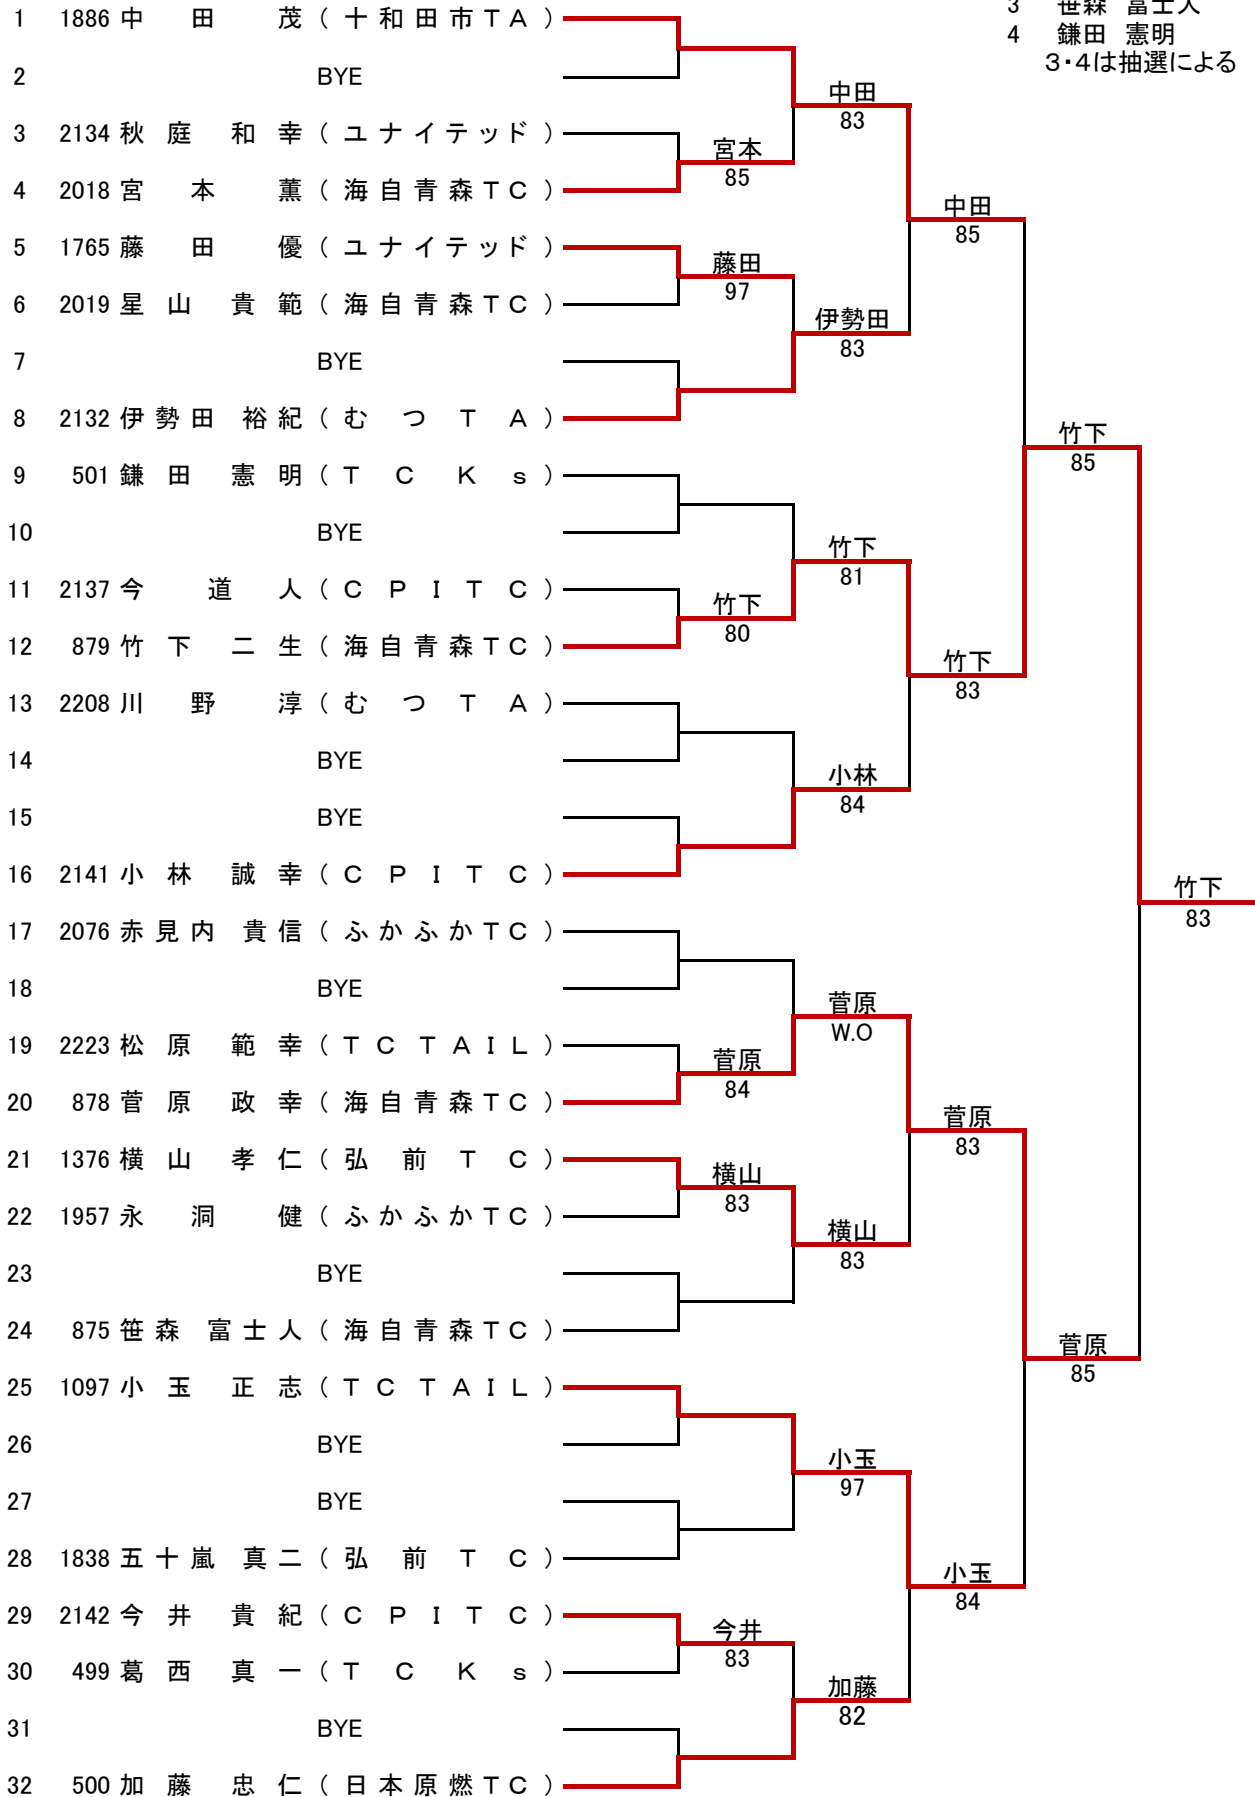 3 笹森 富士人
4 鎌田 憲明
3・4は抽選による
1 1886 中田 茂 (十和田市TA)
2 BYE
中田
83
3 2134 秋庭 和幸 (ユナイテッド)
宮本
85
4 2018 宮本 薫 (海自青森TC)
中田
85
5 1765 藤田 優 (ユナイテッド)
藤田
97
6 2019 星山 貴範 (海自青森TC)
伊勢田
83
7 BYE
8 2132 伊勢田 裕紀 (むつTA)
竹下
85
9 501 鎌田 憲明 (TCKs)
10 BYE
竹下
81
11 2137 今 道人 (CPITC)
竹下
80
12 879 竹下 二生 (海自青森TC)
竹下
83
13 2208 川野 淳 (むつTA)
14 BYE
小林
84
15 BYE
16 2141 小林 誠幸 (CPITC)
竹下
83
17 2076 赤見内 貴信 (ふかふかTC)
18 BYE
菅原
W.O
19 2223 松原 範幸 (TCTAIL)
菅原
84
20 878 菅原 政幸 (海自青森TC)
菅原
83
21 1376 横山 孝仁 (弘前TC)
横山
83
22 1957 永洞 健 (ふかふかTC)
横山
83
23 BYE
24 875 笹森 富士人 (海自青森TC)
菅原
85
25 1097 小玉 正志 (TCTAIL)
26 BYE
小玉
97
27 BYE
28 1838 五十嵐 真二 (弘前TC)
小玉
84
29 2142 今井 貴紀 (CPITC)
今井
83
30 499 葛西 真一 (TCKs)
加藤
82
31 BYE
32 500 加藤 忠仁 (日本原燃TC)